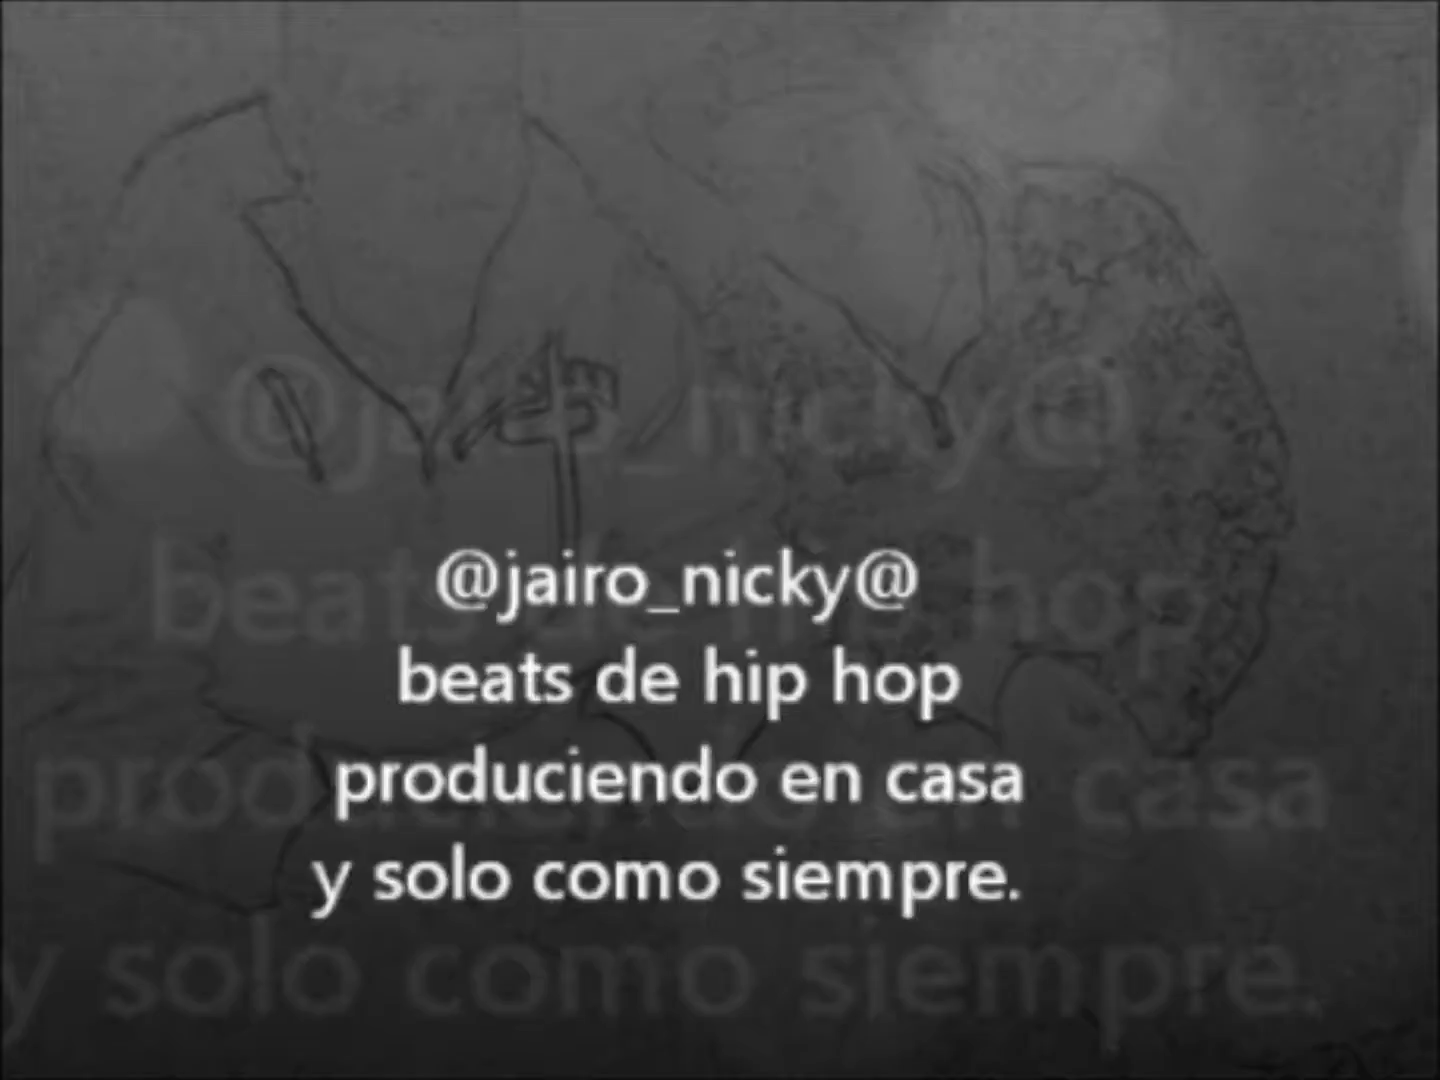 @jairo_nicky@
beats de hip hop
produciendo en casa
y solo como siempre.